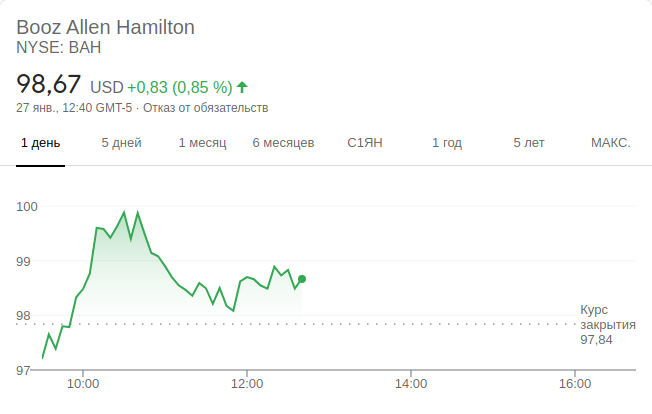 Booz Allen Hamilton
NYSE: BAH
98,67 USD +0,83 (0,85 %)
27 янв., 12:40 GMT-5 · Отказ от обязательств
1 день 5 дней 1 месяц 6 месяцев С1ЯН 1 год 5 лет МАКС.
100
99
98
Курс
закрытия
97,84
97
10:00 12:00 14:00 16:00